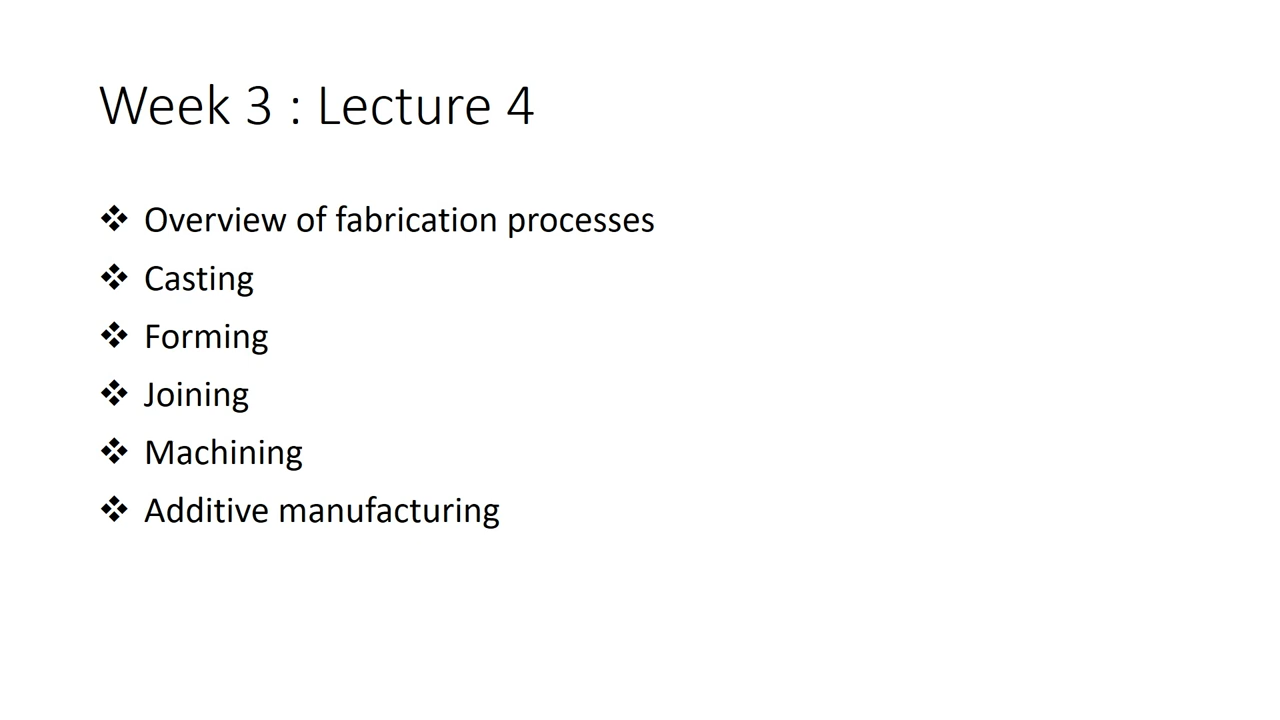 Week 3 : Lecture 4
❖ Overview of fabrication processes
❖ Casting
❖ Forming
❖ Joining
❖ Machining
❖ Additive manufacturing